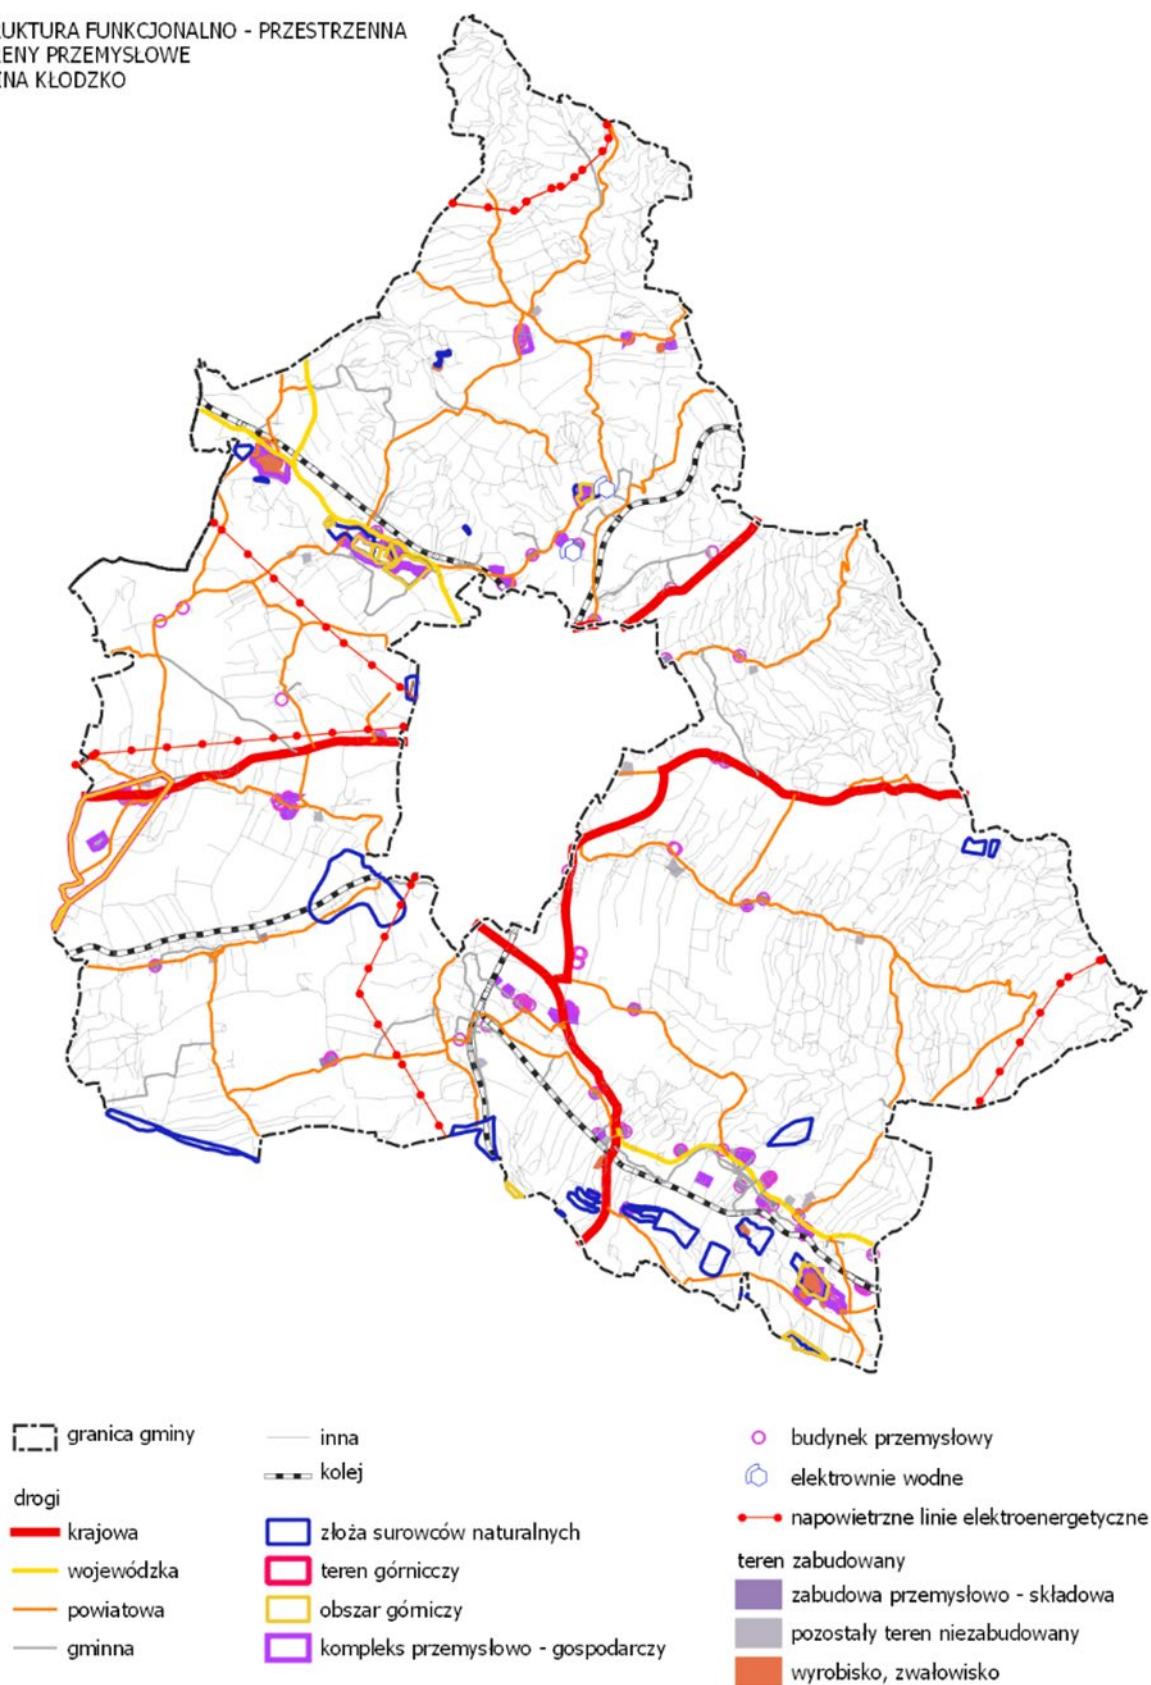 UKTURA FUNKCJONALNO - PRZESTRZENNA
ENY PRZEMYSŁOWE
NA KŁODZKO
granica gminy
drogi
krajowa
wojewódzka
powiatowa
gminna
inna
kolej
złoża surowców naturalnych
teren górnicczy
obszar górniczy
kompleks przemysłowo - gospodarczy
budynek przemysłowy
elektrownie wodne
napowietrzne linie elektroenergetyczne
teren zabudowany
zabudowa przemysłowo - składowa
pozostały teren niezabudowany
wyrobisko, zwałowisko